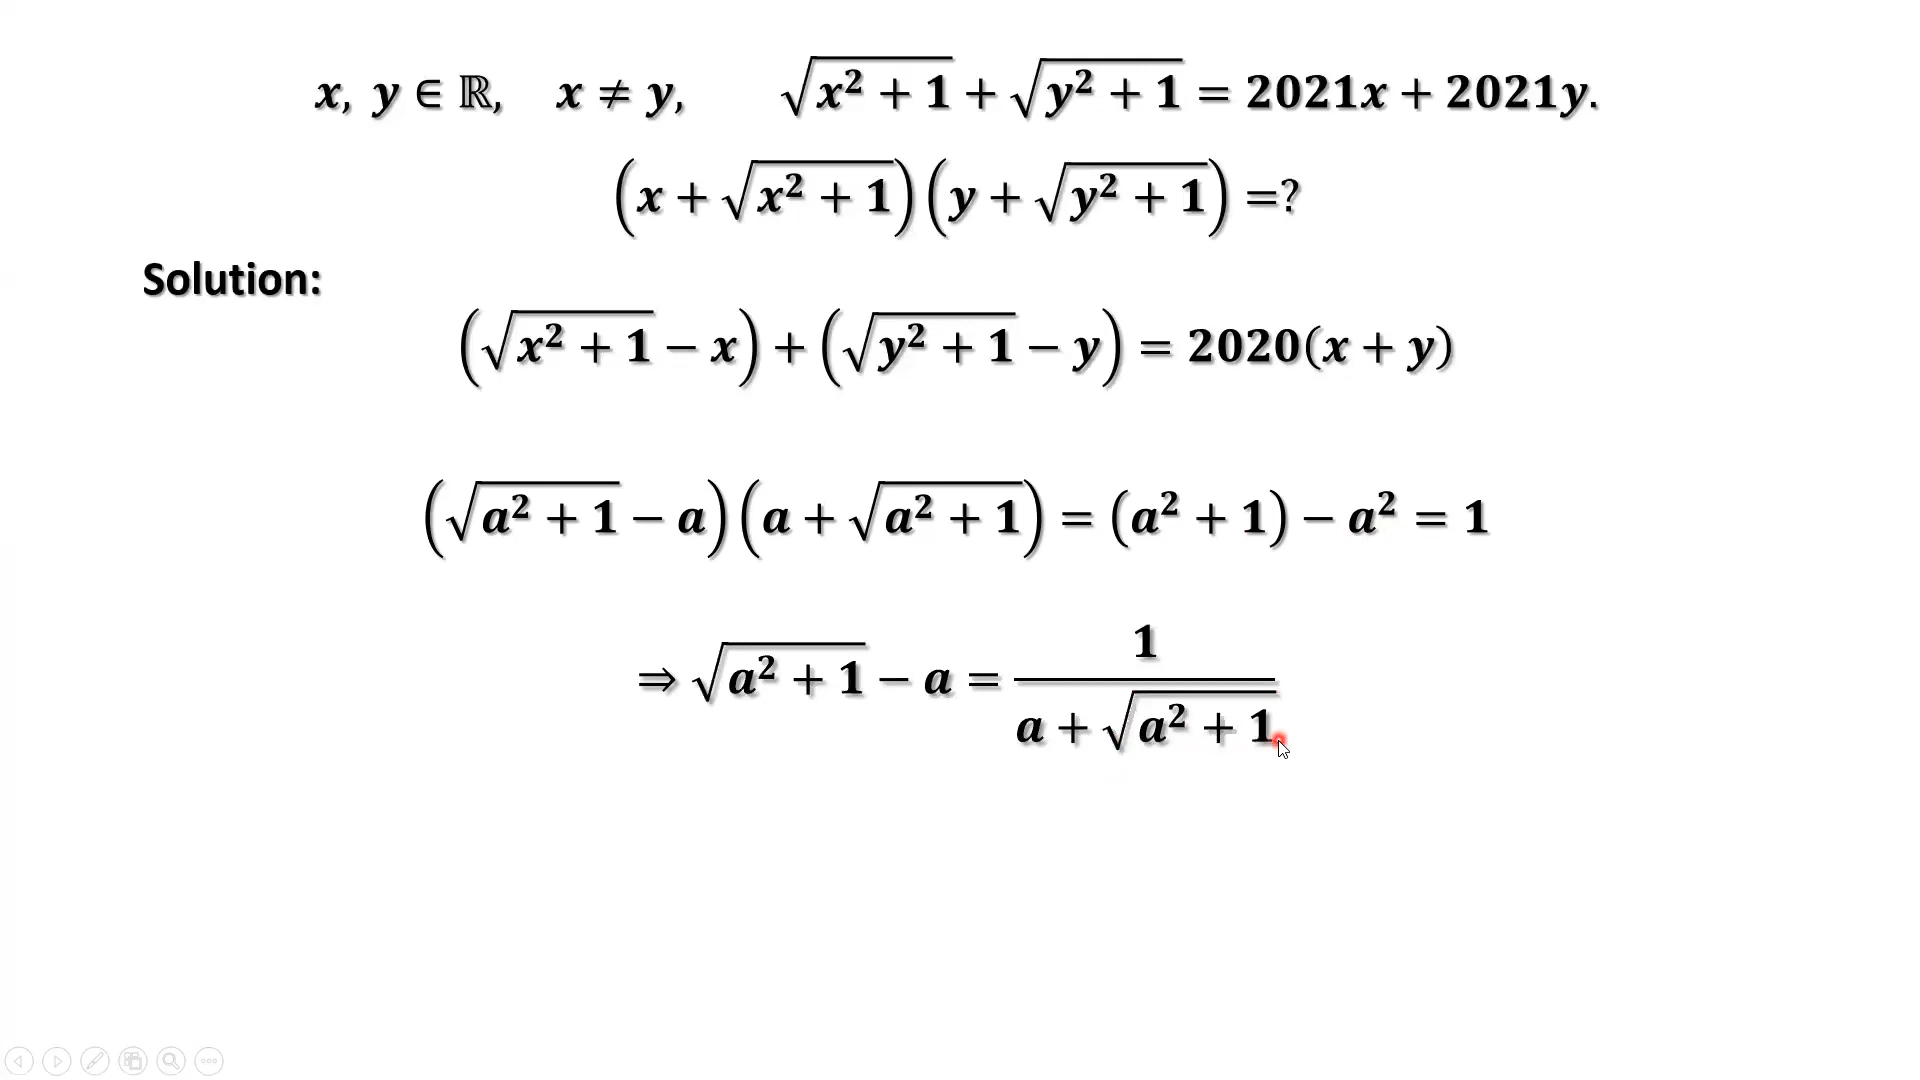 x, y ∈ ℝ, x ≠ y, √(x² + 1) + √(y² + 1) = 2021x + 2021y.
(x + √(x² + 1))(y + √(y² + 1)) =?
Solution:
(√(x² + 1) − x) + (√(y² + 1) − y) = 2020(x + y)
(√(a² + 1) − a)(a + √(a² + 1)) = (a² + 1) − a² = 1
⇒ √(a² + 1) − a = 1 / (a + √(a² + 1))